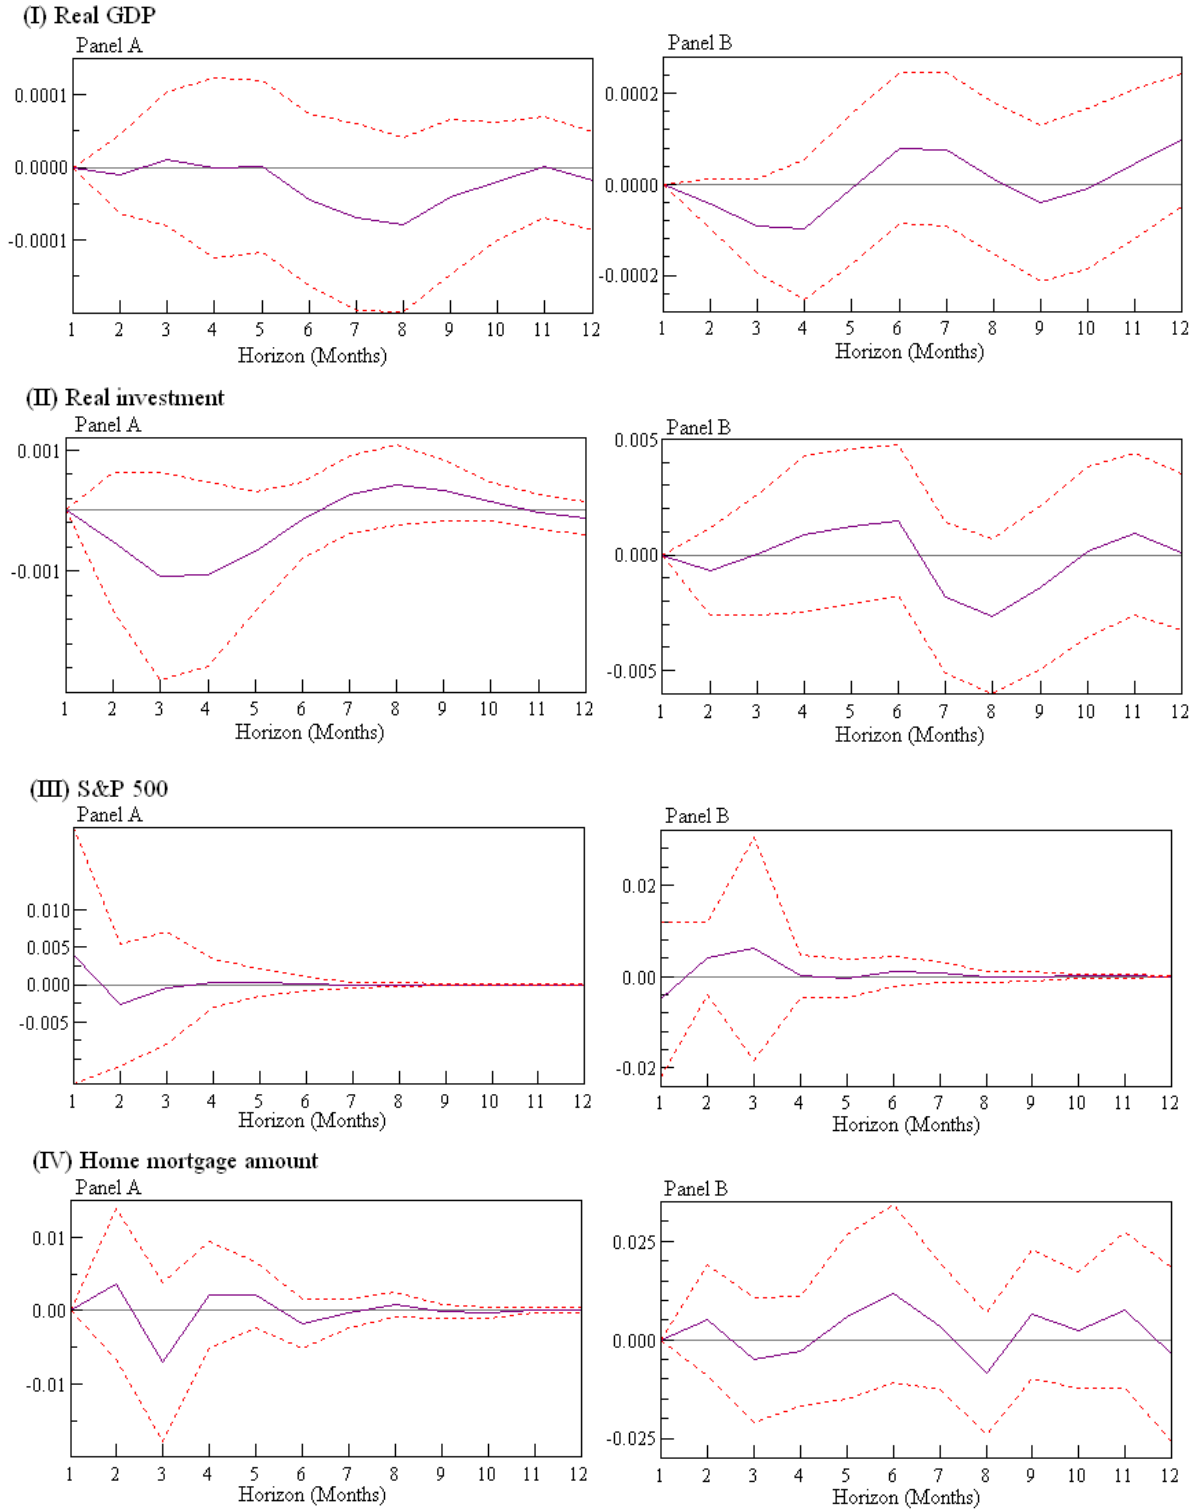 (I) Real GDP
Panel A
0.0001
0.0000
-0.0001
1 2 3 4 5 6 7 8 9 10 11 12
Horizon (Months)
Panel B
0.0002
0.0000
-0.0002
1 2 3 4 5 6 7 8 9 10 11 12
Horizon (Months)
(II) Real investment
Panel A
0.001
-0.001
1 2 3 4 5 6 7 8 9 10 11 12
Horizon (Months)
Panel B
0.005
0.000
-0.005
1 2 3 4 5 6 7 8 9 10 11 12
Horizon (Months)
(III) S&P 500
Panel A
0.010
0.005
0.000
-0.005
1 2 3 4 5 6 7 8 9 10 11 12
Horizon (Months)
Panel B
0.02
0.00
-0.02
1 2 3 4 5 6 7 8 9 10 11 12
Horizon (Months)
(IV) Home mortgage amount
Panel A
0.01
0.00
-0.01
1 2 3 4 5 6 7 8 9 10 11 12
Horizon (Months)
Panel B
0.025
0.000
-0.025
1 2 3 4 5 6 7 8 9 10 11 12
Horizon (Months)